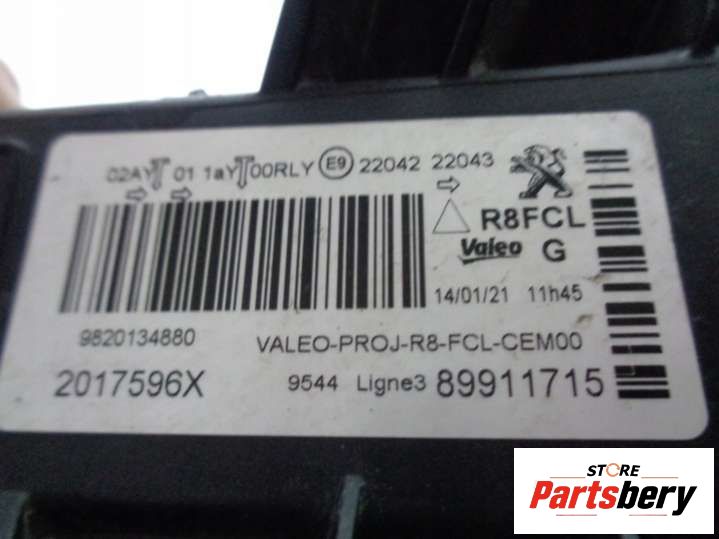 02AY 01 1aY 00RLY E9 22042 22043
R8FCL
Valeo G
14/01/21 11h45
9820134880 VALEO-PROJ-R8-FCL-CEM00
2017596X 9544 Ligne3 89911715
STORE
Partsbery